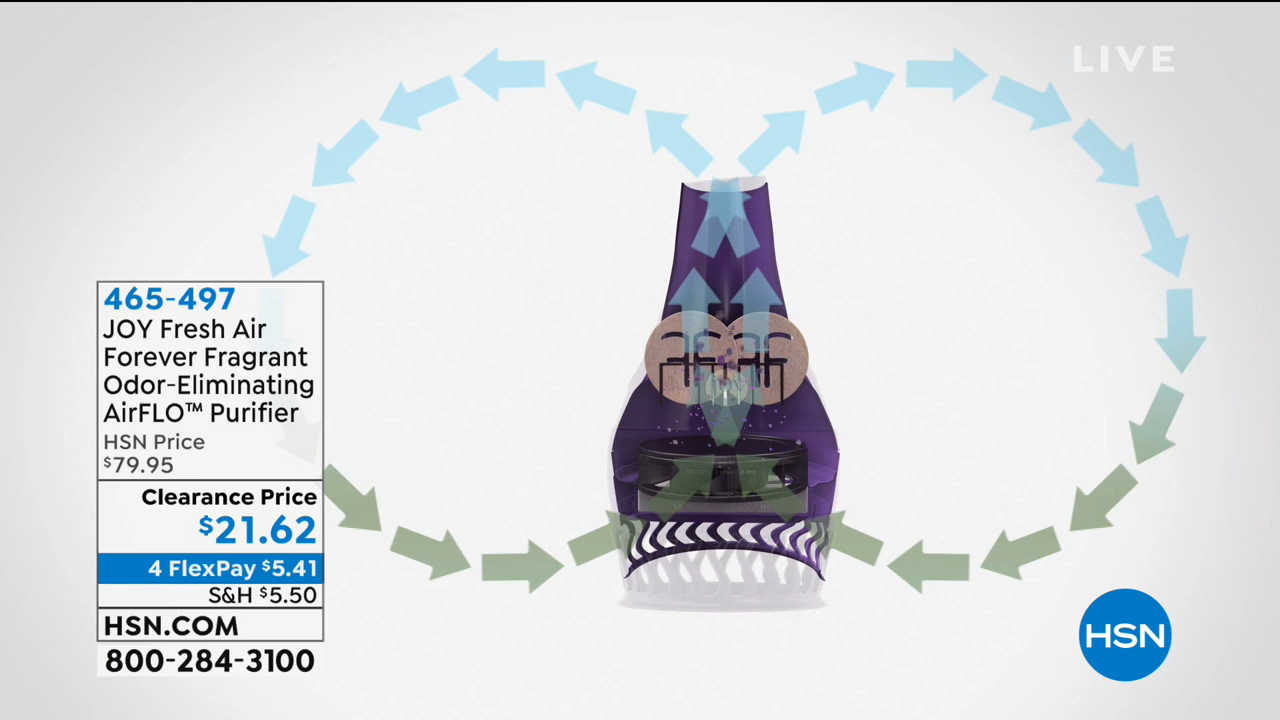 LIVE
465-497
JOY Fresh Air
Forever Fragrant
Odor-Eliminating
AirFLO™ Purifier
HSN Price
$79.95
Clearance Price
$21.62
4 FlexPay $5.41
S&H $5.50
HSN.COM
800-284-3100
HSN